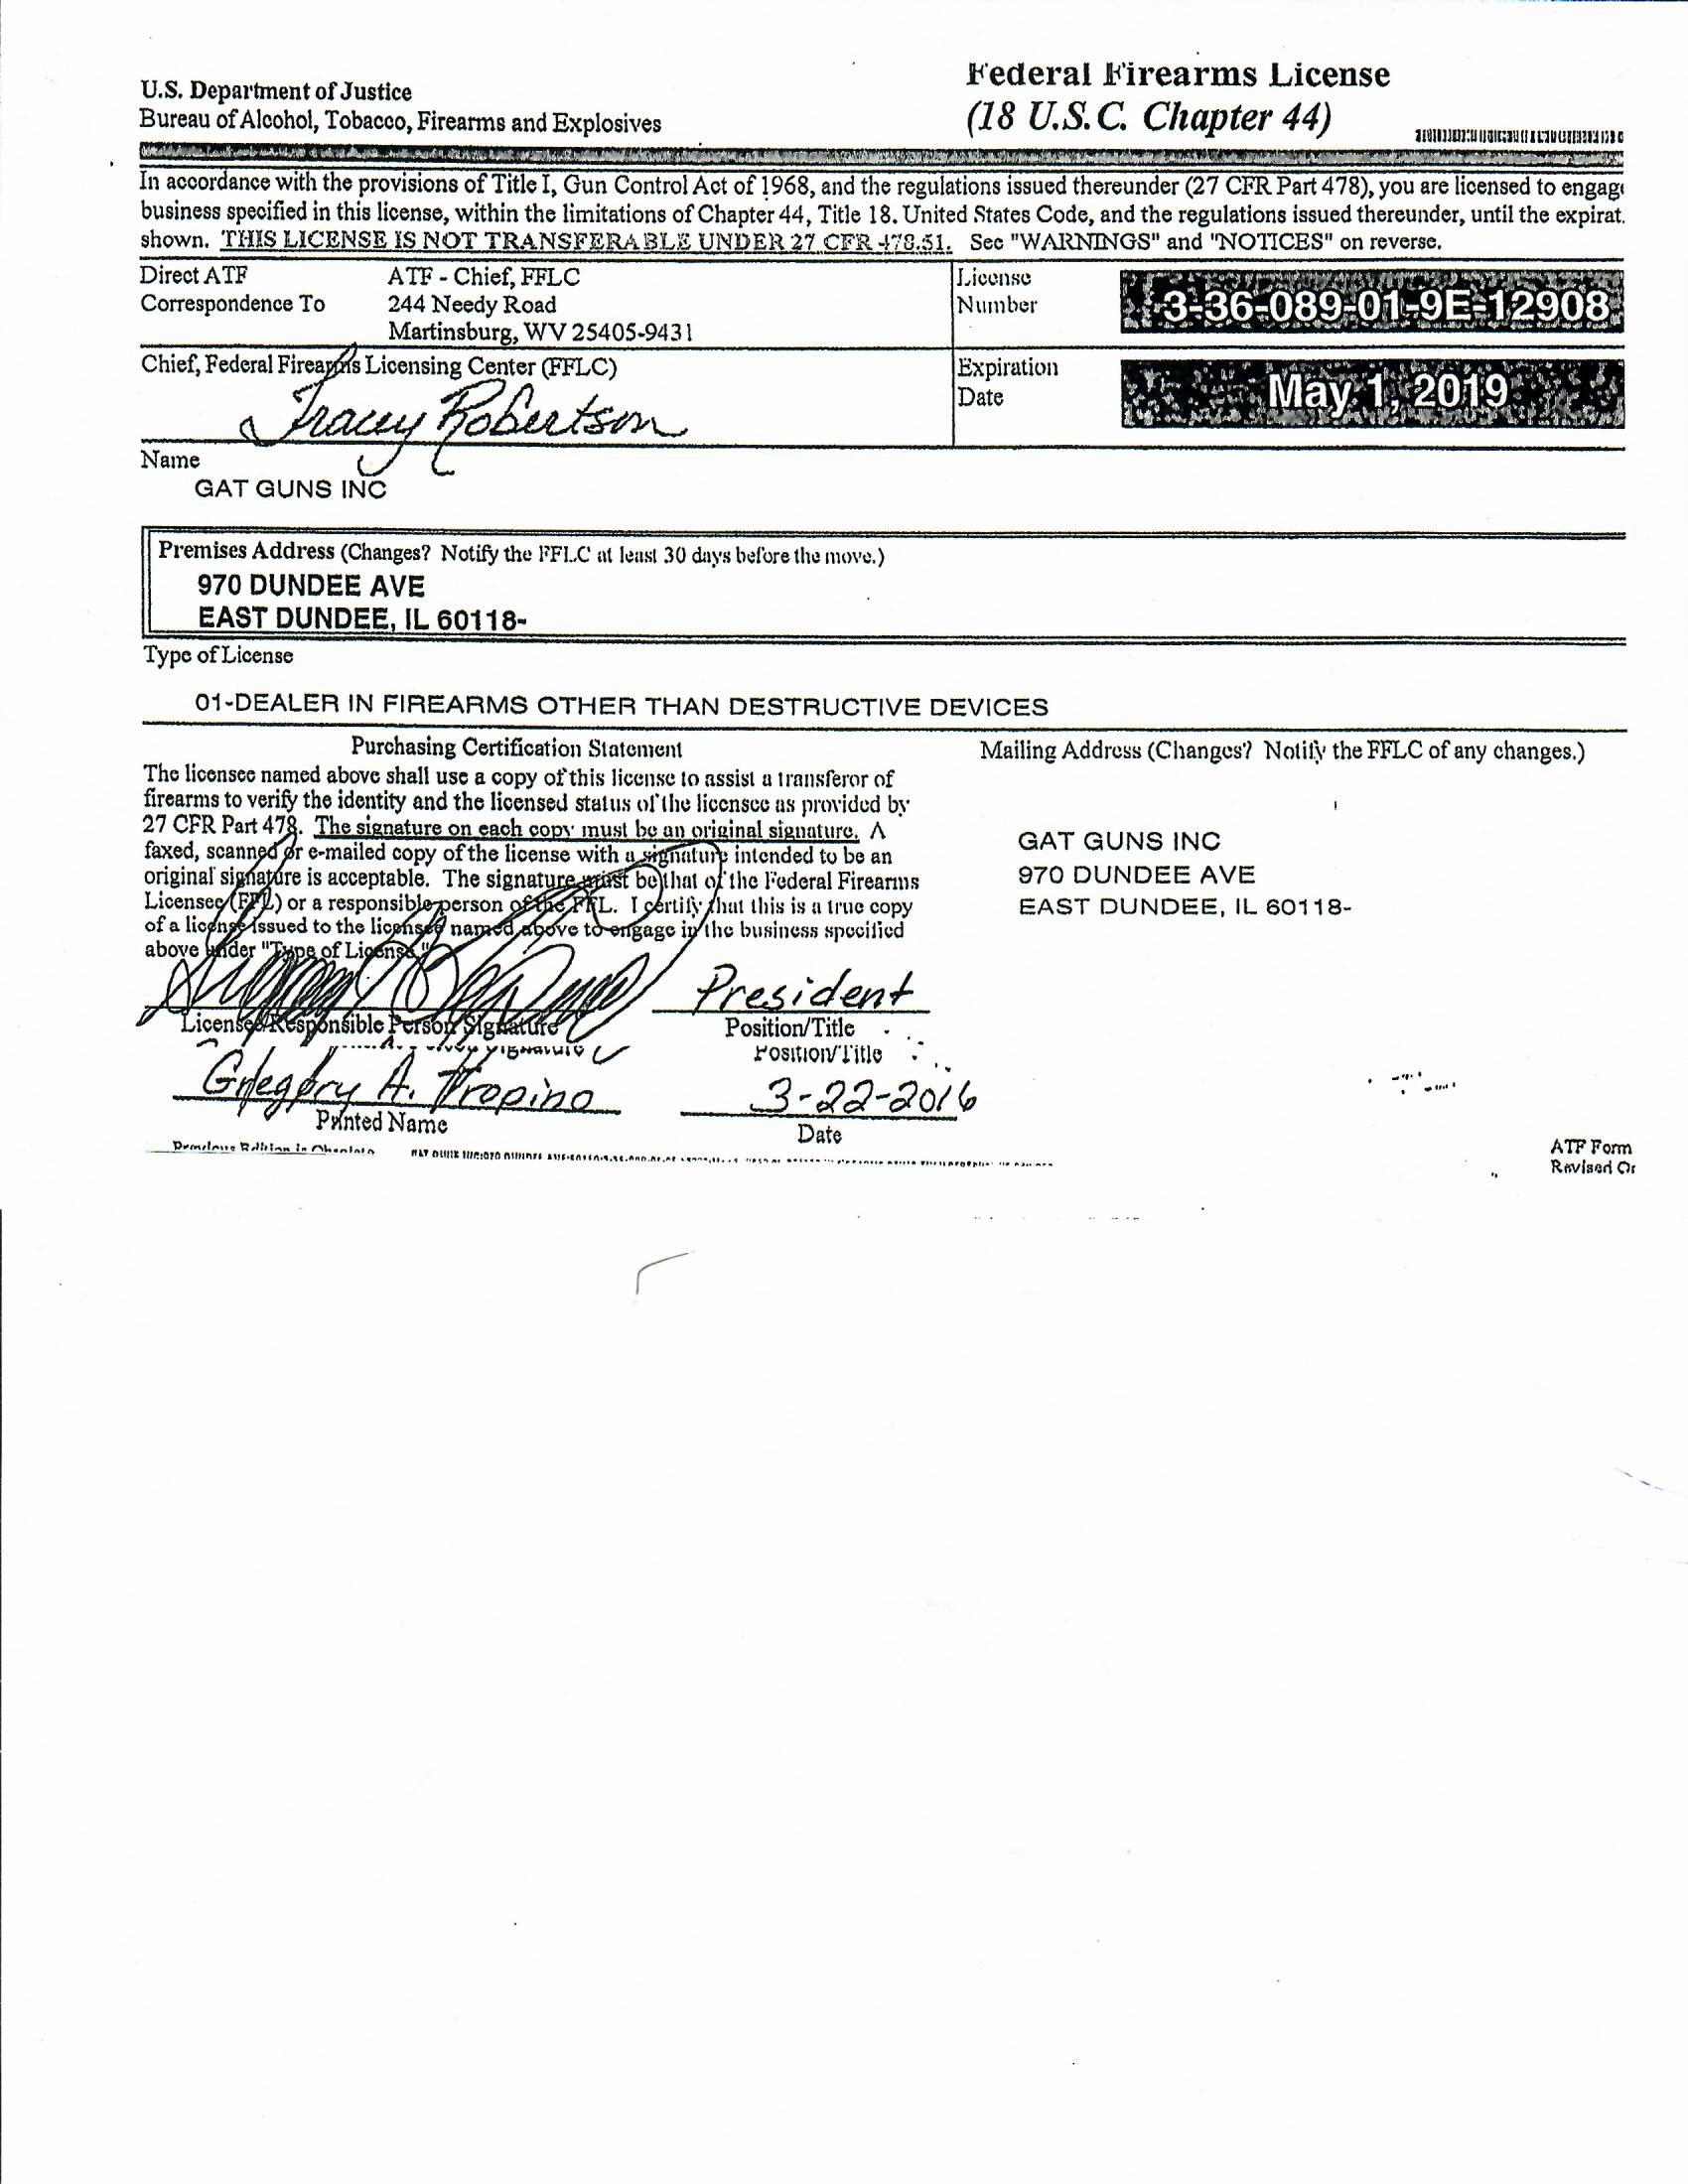 U.S. Department of Justice
Bureau of Alcohol, Tobacco, Firearms and Explosives
Federal Firearms License
(18 U.S.C. Chapter 44)
In accordance with the provisions of Title I, Gun Control Act of 1968, and the regulations issued thereunder (27 CFR Part 478), you are licensed to engag
business specified in this license, within the limitations of Chapter 44, Title 18. United States Code, and the regulations issued thereunder, until the expirat
shown. THIS LICENSE IS NOT TRANSFERABLE UNDER 27 CFR 478.51. See "WARNINGS" and "NOTICES" on reverse.
Direct ATF ATF - Chief, FFLC
Correspondence To 244 Needy Road
Martinsburg, WV 25405-9431
License
Number
3-36-089-01-9E-12908
Chief, Federal Firearms Licensing Center (FFLC)
Tracey Robertson
Expiration
Date
May 1, 2019
Name
GAT GUNS INC
Premises Address (Changes? Notify the FFLC at least 30 days before the move.)
970 DUNDEE AVE
EAST DUNDEE, IL 60118-
Type of License
01-DEALER IN FIREARMS OTHER THAN DESTRUCTIVE DEVICES
Purchasing Certification Statement
The licensee named above shall use a copy of this license to assist a transferor of
firearms to verify the identity and the licensed status of the licensee as provided by
27 CFR Part 478. The signature on each copy must be an original signature. A
faxed, scanned or e-mailed copy of the license with a signature intended to be an
original signature is acceptable. The signature must be that of the Federal Firearms
Licensee (FFL) or a responsible person of the FFL. I certify that this is a true copy
of a license issued to the licensee named above to engage in the business specified
above under "Type of License."
Mailing Address (Changes? Notify the FFLC of any changes.)
GAT GUNS INC
970 DUNDEE AVE
EAST DUNDEE, IL 60118-
President
Licensee/Responsible Person Signature
Position/Title
Signature
Position/Title
Gregory A. Tropino
3-22-2016
Printed Name
Date
Previous Edition is Obsolete
ATF Form
Revised Oc